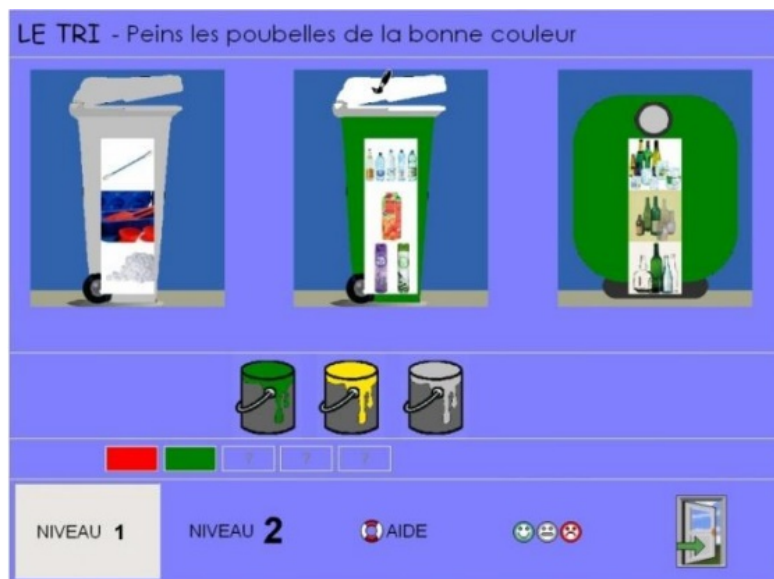 LE TRI - Peins les poubelles de la bonne couleur
? ? ?
NIVEAU 1 NIVEAU 2 AIDE